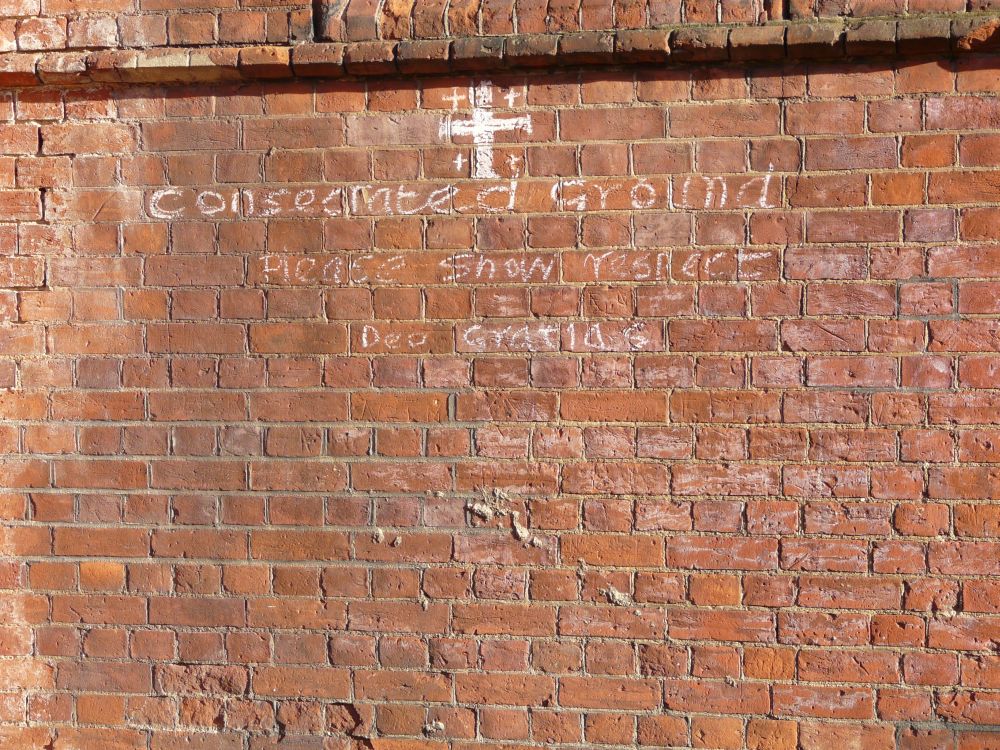 Consecrated Ground
Please show respect
Deo Gratias